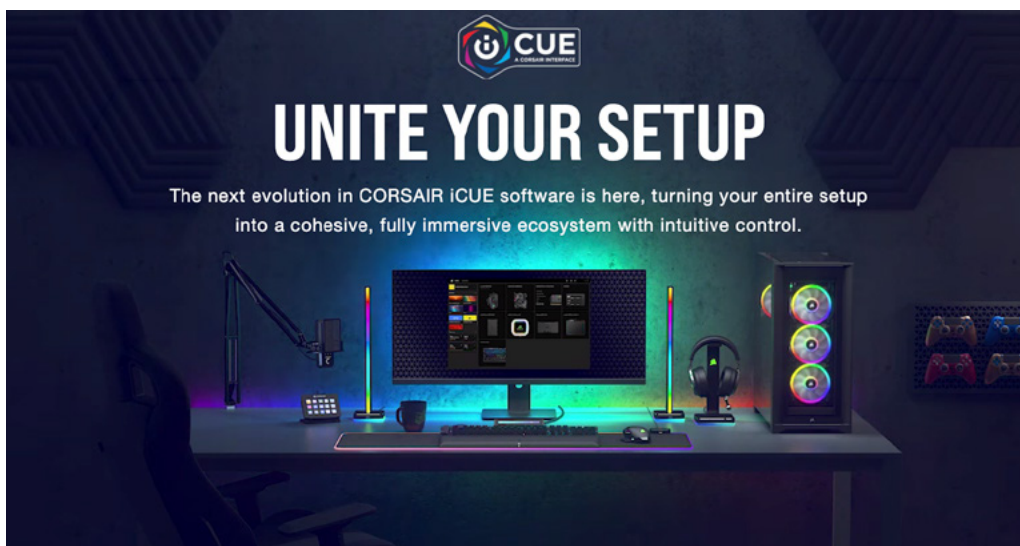 iCUE
A CORSAIR INTERFACE
UNITE YOUR SETUP
The next evolution in CORSAIR iCUE software is here, turning your entire setup
into a cohesive, fully immersive ecosystem with intuitive control.